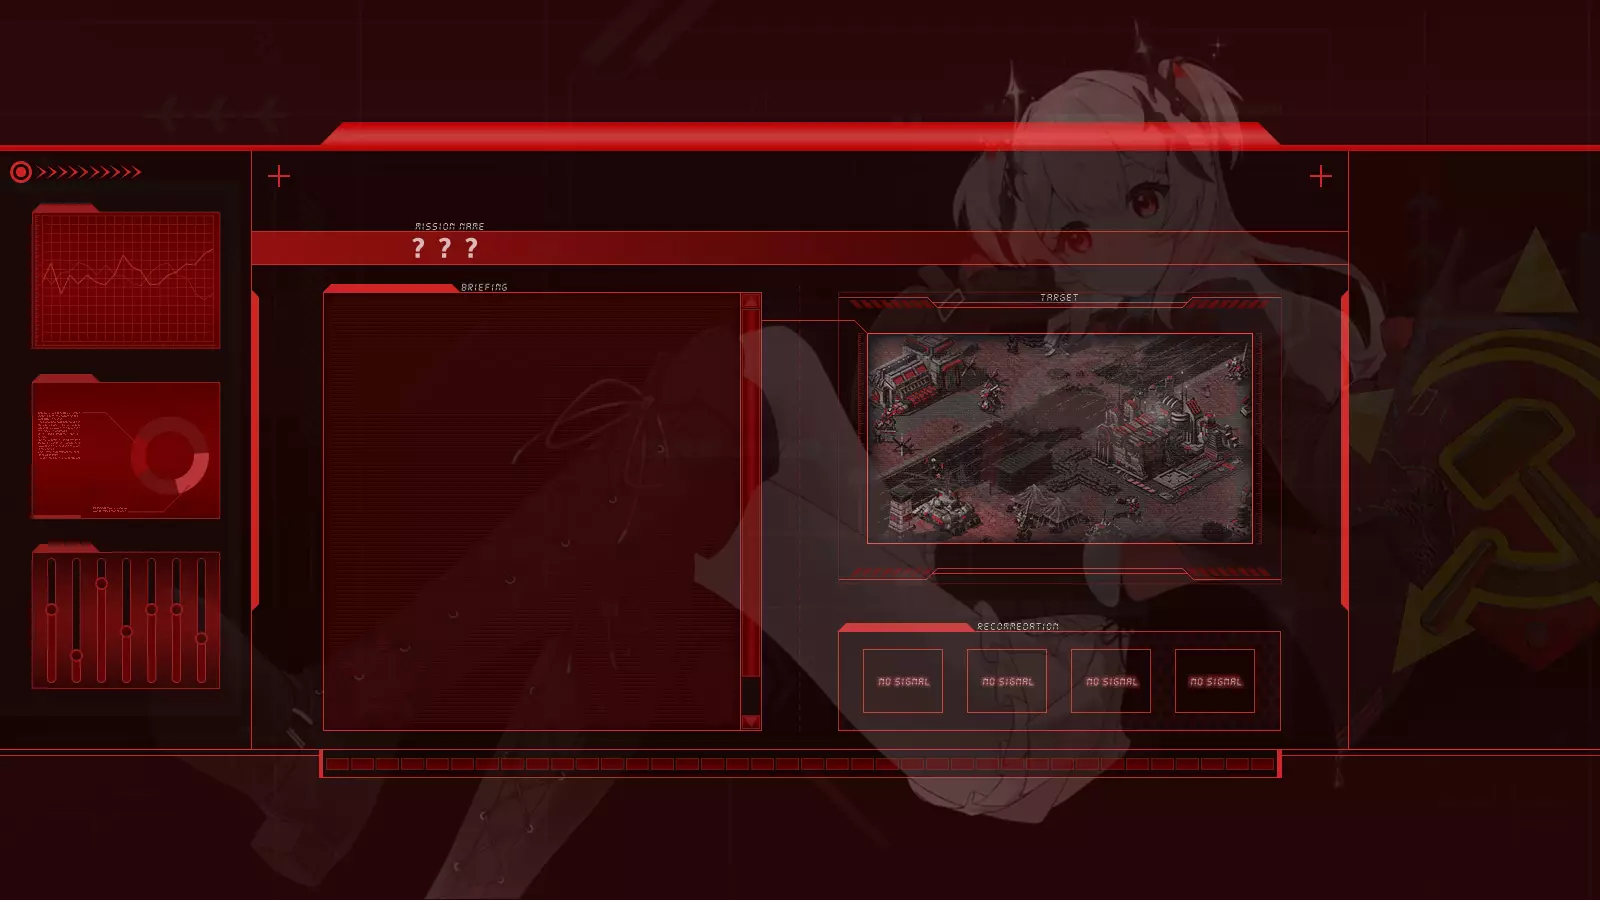 MISSION NAME
? ? ?
BRIEFING
TARGET
RECOMMEDATION
NO SIGNAL
NO SIGNAL
NO SIGNAL
NO SIGNAL